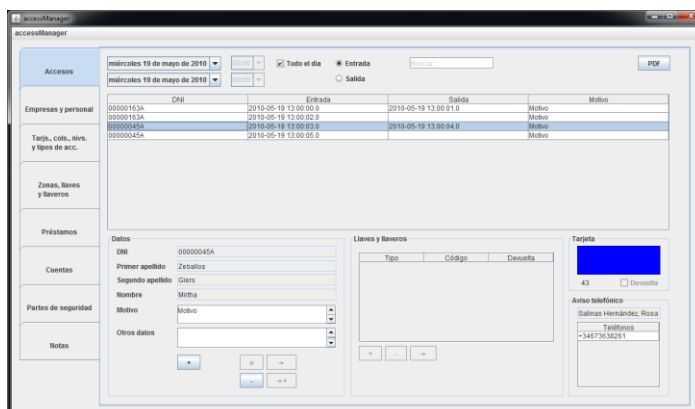 accessManager
accessManager
Accesos
Empresas y personal
Tarjs., cols., nivs.
y tipos de acc.
Zonas, llaves
y llaveros
Préstamos
Cuentas
Partes de seguridad
Notas
miércoles 19 de mayo de 2010
00:00
Todo el día
Entrada
Buscar...
PDF
miércoles 19 de mayo de 2010
00:00
Salida
DNI Entrada Salida Motivo
00000163A 2010-05-19 13:00:00.0 2010-05-19 13:00:01.0 Motivo
00000163A 2010-05-19 13:00:02.0 Motivo
00000045A 2010-05-19 13:00:03.0 2010-05-19 13:00:04.0 Motivo
00000045A 2010-05-19 13:00:05.0 Motivo
Datos
DNI 00000045A
Primer apellido Zeballos
Segundo apellido Giers
Nombre Mirtha
Motivo Motivo
Otros datos
Llaves y llaveros
Tipo Código Devuelta
Tarjeta
43 Devuelta
Aviso telefónico
Salinas Hernández, Rosa
Teléfonos
+34673638261